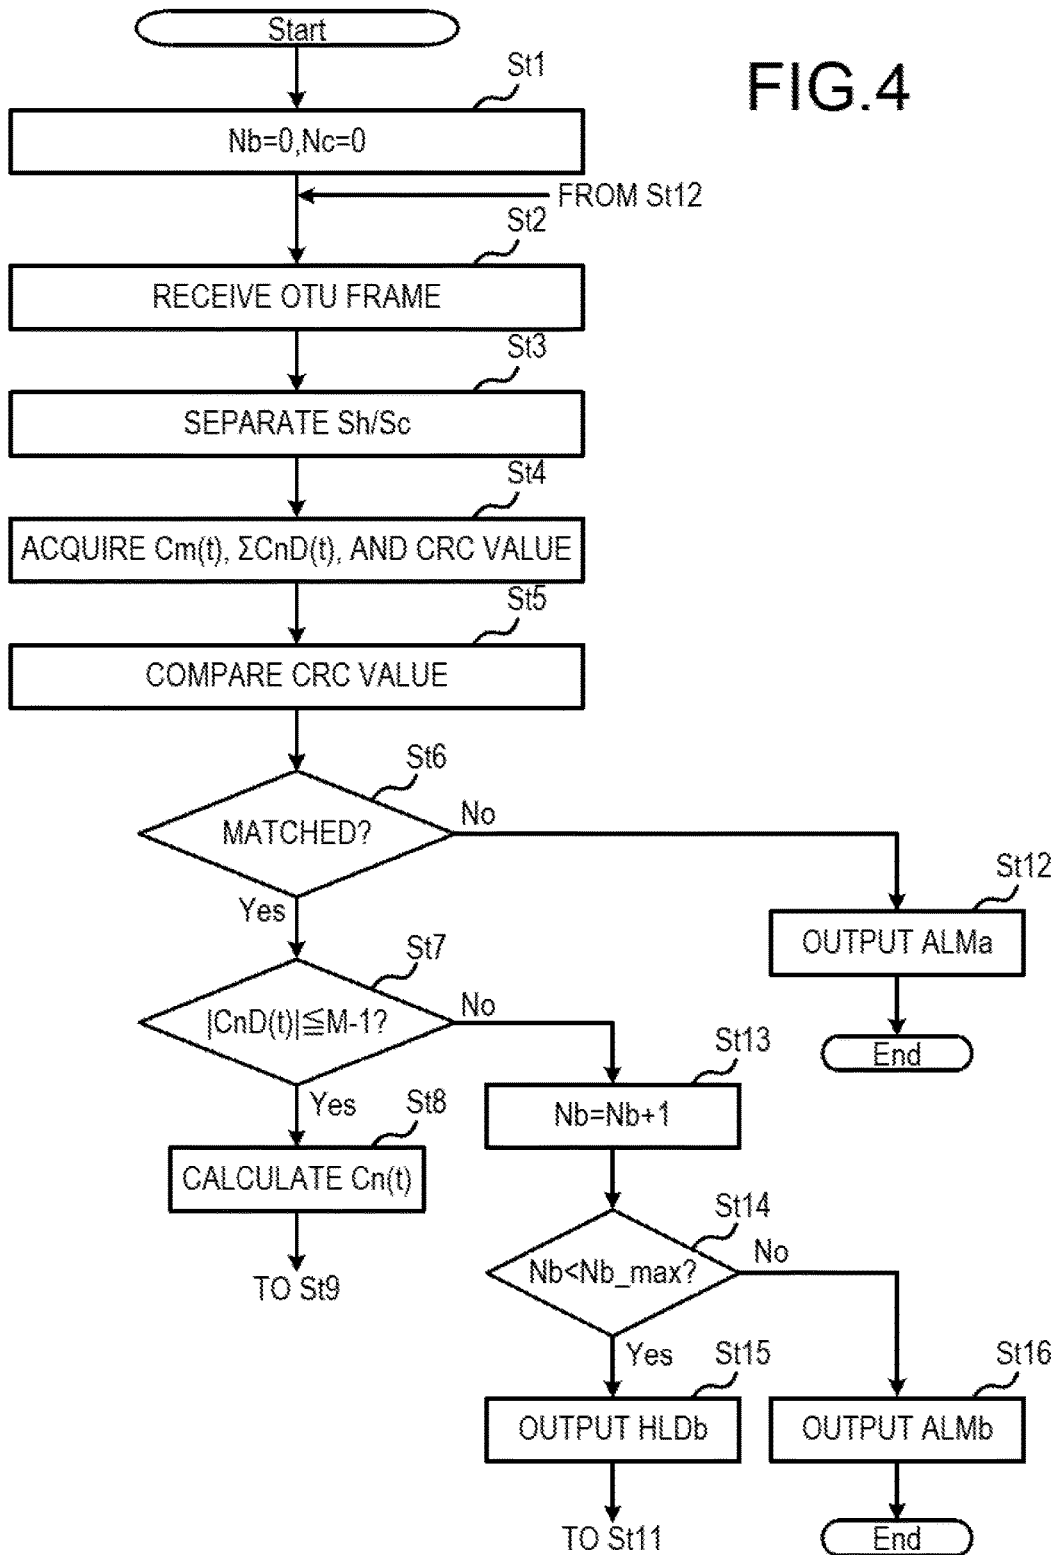 Start
FIG.4
St1
Nb=0,Nc=0
FROM St12
St2
RECEIVE OTU FRAME
St3
SEPARATE Sh/Sc
St4
ACQUIRE Cm(t), ΣCnD(t), AND CRC VALUE
St5
COMPARE CRC VALUE
St6
MATCHED?
No
Yes
St12
OUTPUT ALMa
End
St7
|CnD(t)|≦M-1?
No
Yes
St8
CALCULATE Cn(t)
TO St9
St13
Nb=Nb+1
St14
Nb<Nb_max?
No
Yes
St15
OUTPUT HLDb
TO St11
St16
OUTPUT ALMb
End